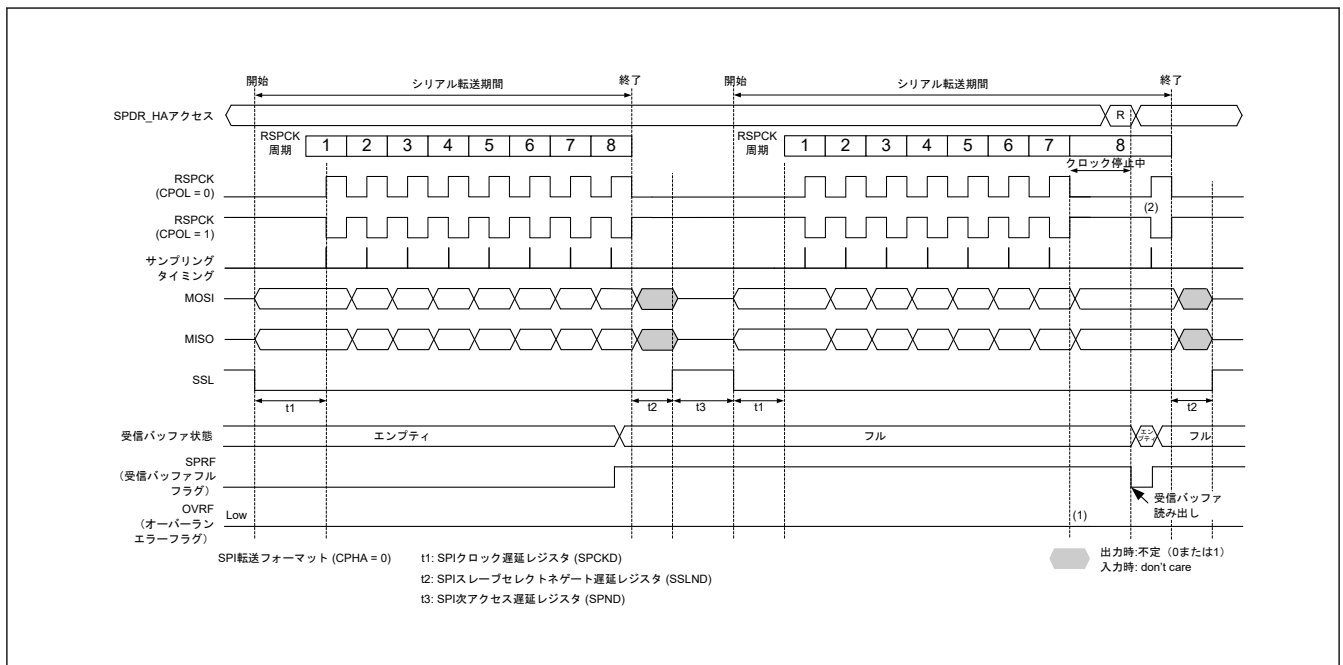 開始 シリアル転送期間 終了 開始 シリアル転送期間 終了
SPDR_HAアクセス R
RSPCK
周期 1 2 3 4 5 6 7 8
RSPCK
周期 1 2 3 4 5 6 7 8
クロック停止中
RSPCK
(CPOL = 0)
(2)
RSPCK
(CPOL = 1)
サンプリング
タイミング
MOSI
MISO
SSL
t1 t2 t3 t1 t2
受信バッファ状態 エンプティ フル エン
プティ フル
SPRF
(受信バッファフル
フラグ)
受信バッファ
読み出し
OVRF
(オーバーラン
エラーフラグ)
Low (1)
SPI転送フォーマット (CPHA = 0)
t1: SPIクロック遅延レジスタ (SPCKD)
t2: SPIスレーブセレクトネゲート遅延レジスタ (SSLND)
t3: SPI次アクセス遅延レジスタ (SPND)
出力時:不定(0または1)
入力時: don't care